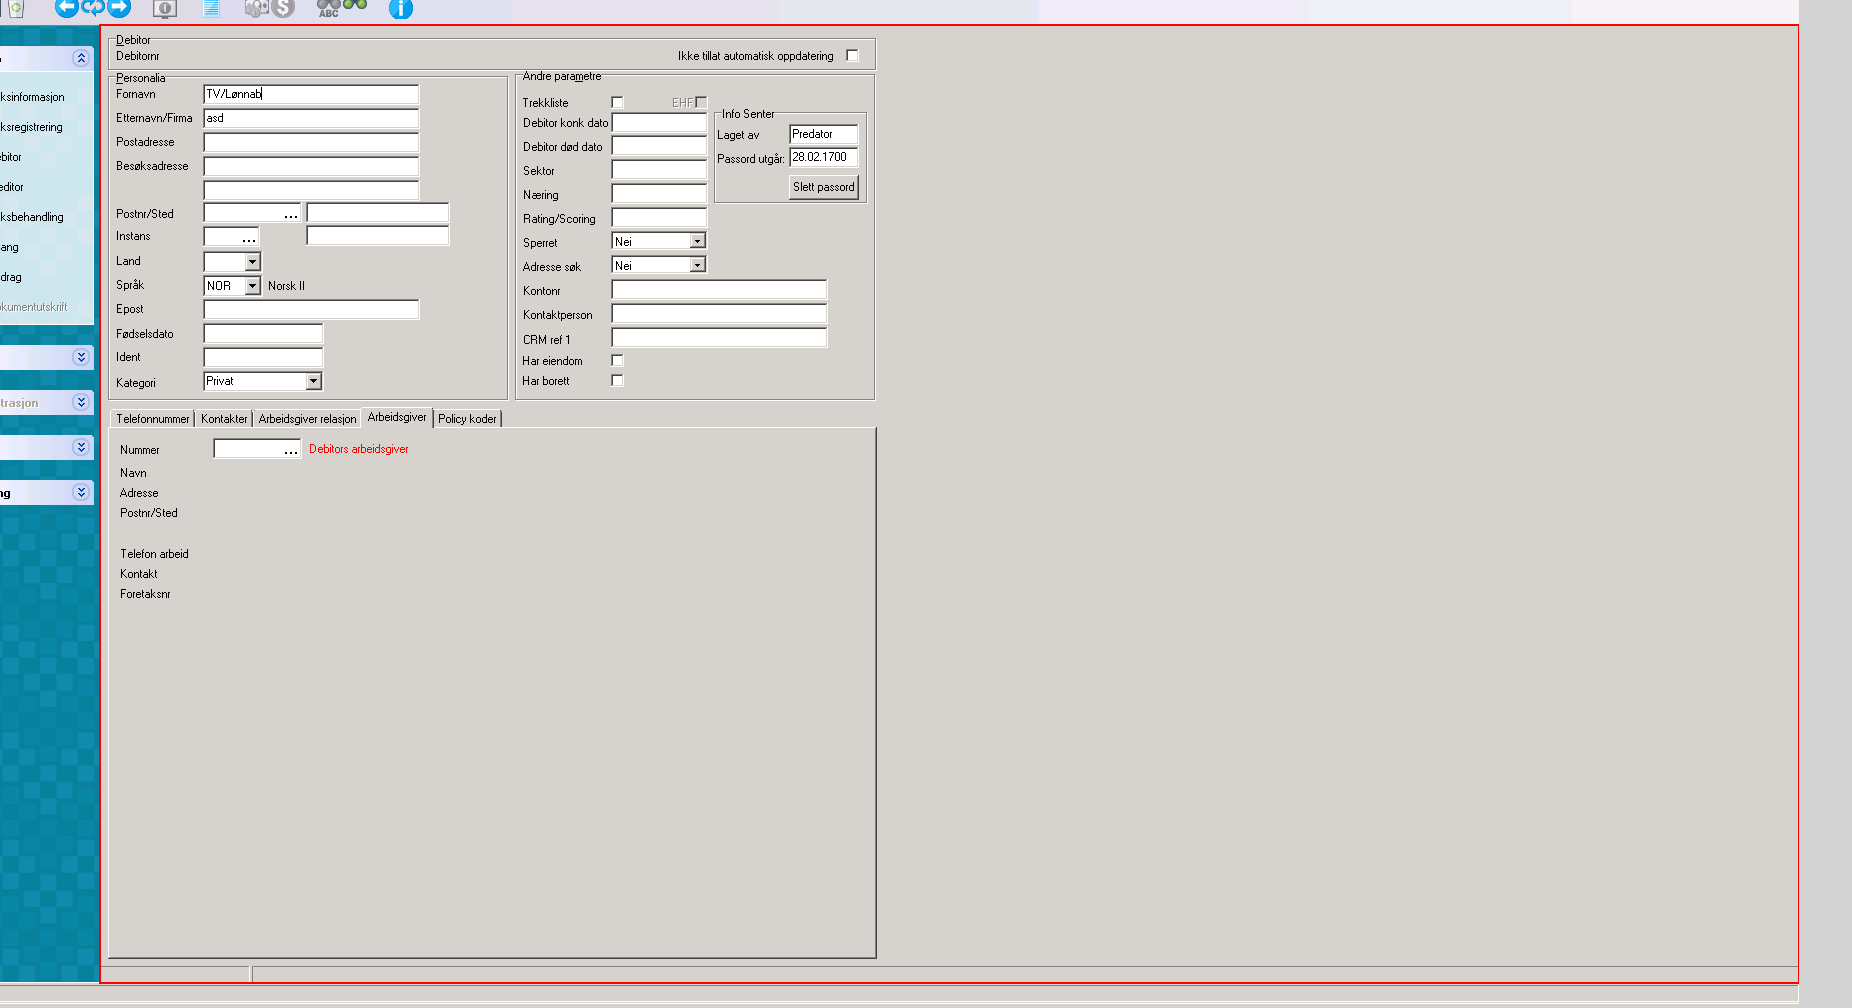 ABC
Debitor
Debitornr
Ikke tillat automatisk oppdatering
Personalia
Fornavn TV/Lønnab
Etternavn/Firma asd
Postadresse
Besøksadresse
Postnr/Sted ...
Instans ...
Land
Språk NOR Norsk II
Epost
Fødselsdato
Ident
Kategori Privat
Andre parametre
Trekkliste EHF
Debitor konk dato
Debitor død dato
Sektor
Næring
Rating/Scoring
Sperret Nei
Adresse søk Nei
Kontonr
Kontaktperson
CRM ref 1
Har eiendom
Har borett
Info Senter
Laget av Predator
Passord utgår: 28.02.1700
Slett passord
Telefonnummer Kontakter Arbeidsgiver relasjon Arbeidsgiver Policy koder
Nummer ... Debitors arbeidsgiver
Navn
Adresse
Postnr/Sted
Telefon arbeid
Kontakt
Foretaksnr
ksinformasjon
ksregistrering
bitor
editor
ksbehandling
ang
drag
kumentutskrift
trasjon
ng